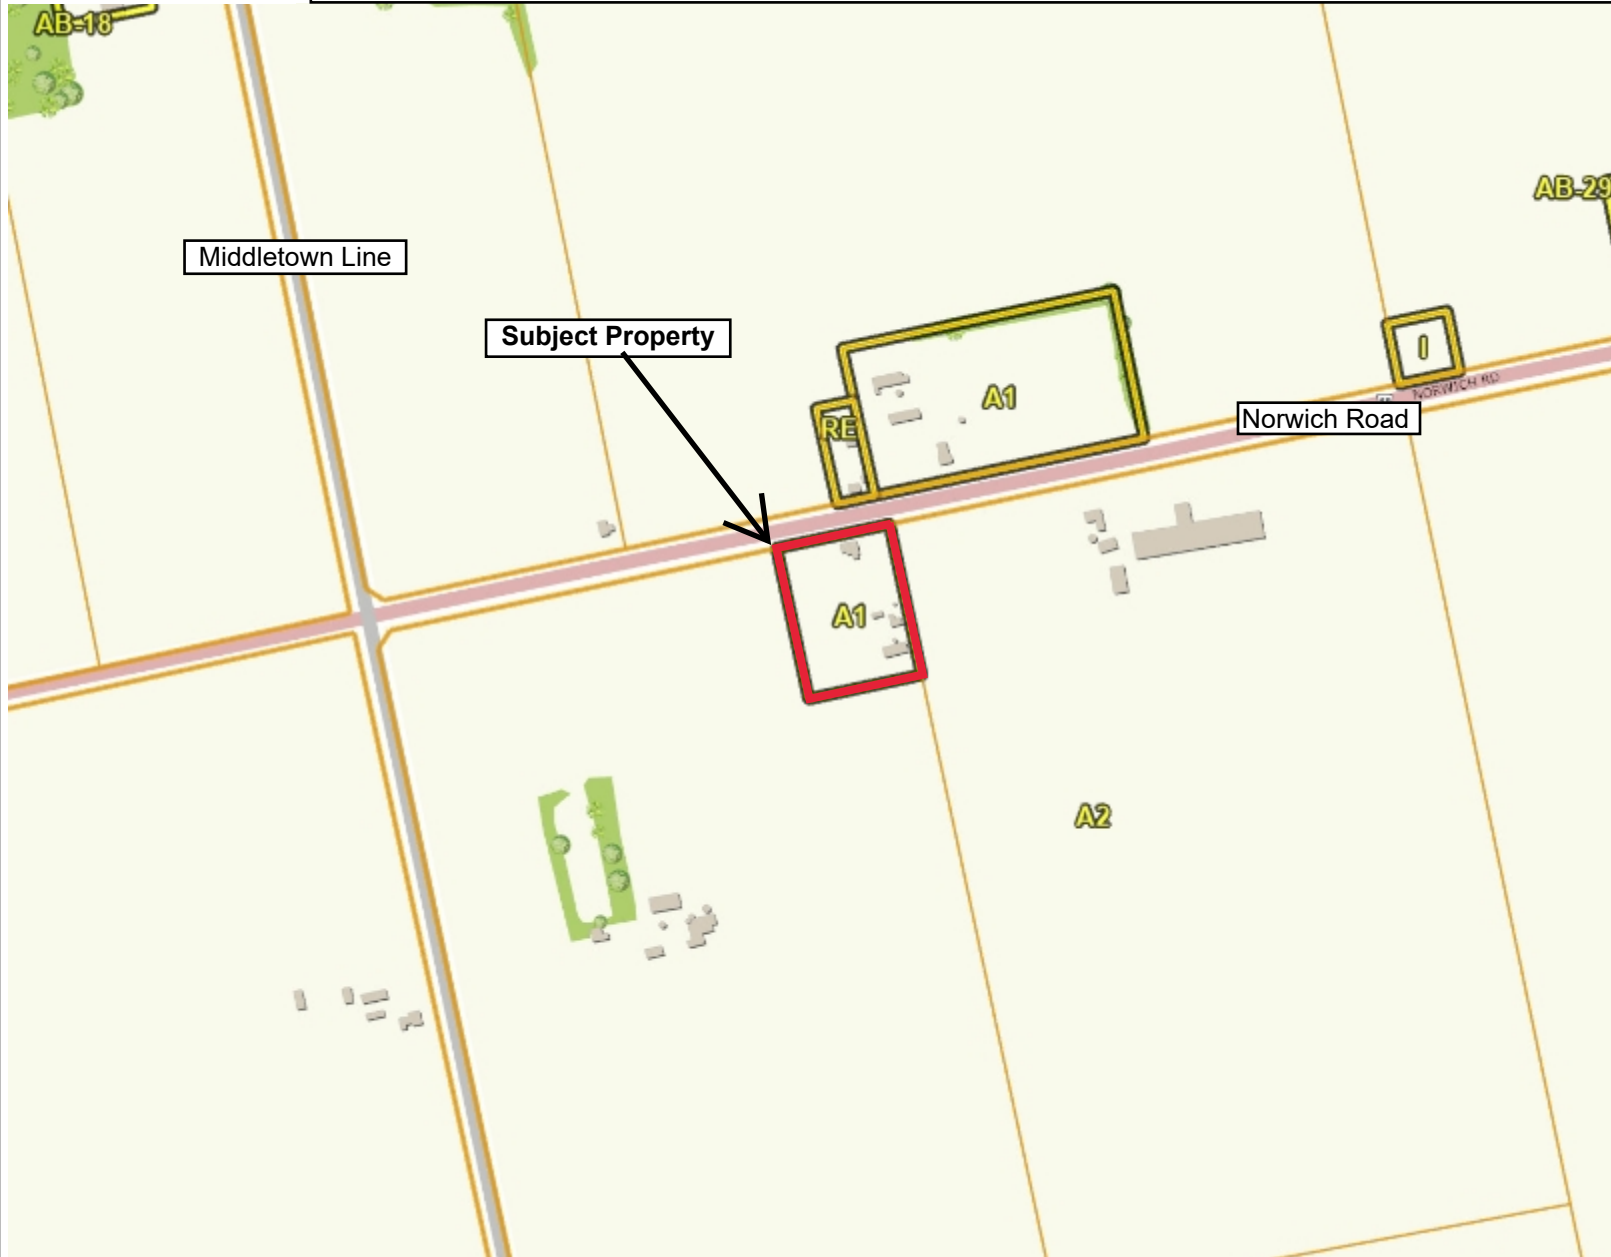 AB-18
AB-29
Middletown Line
Subject Property
I
NORWICH RD
A1
Norwich Road
RE
A1
A2